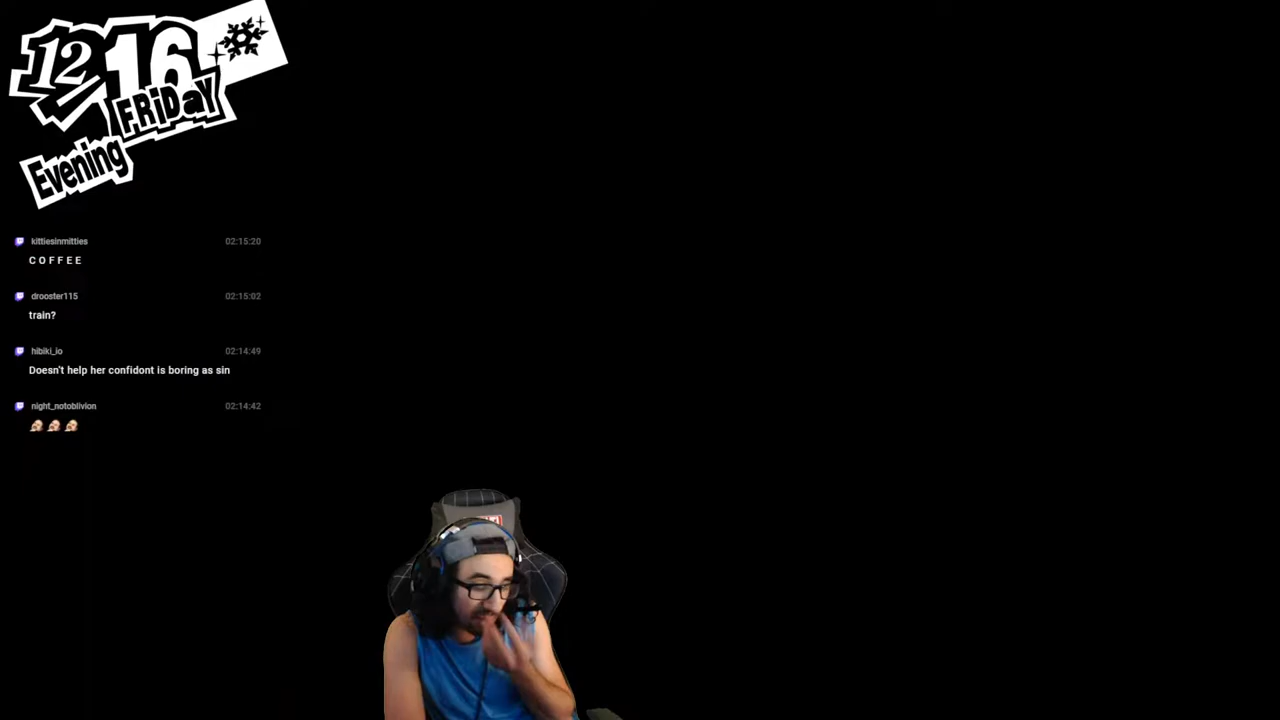 12 16
FRiDaY
Evening
kittiesinmitties 02:15:20
C O F F E E
drooster115 02:15:02
train?
hibiki_io 02:14:49
Doesn't help her confidont is boring as sin
night_notoblivion 02:14:42